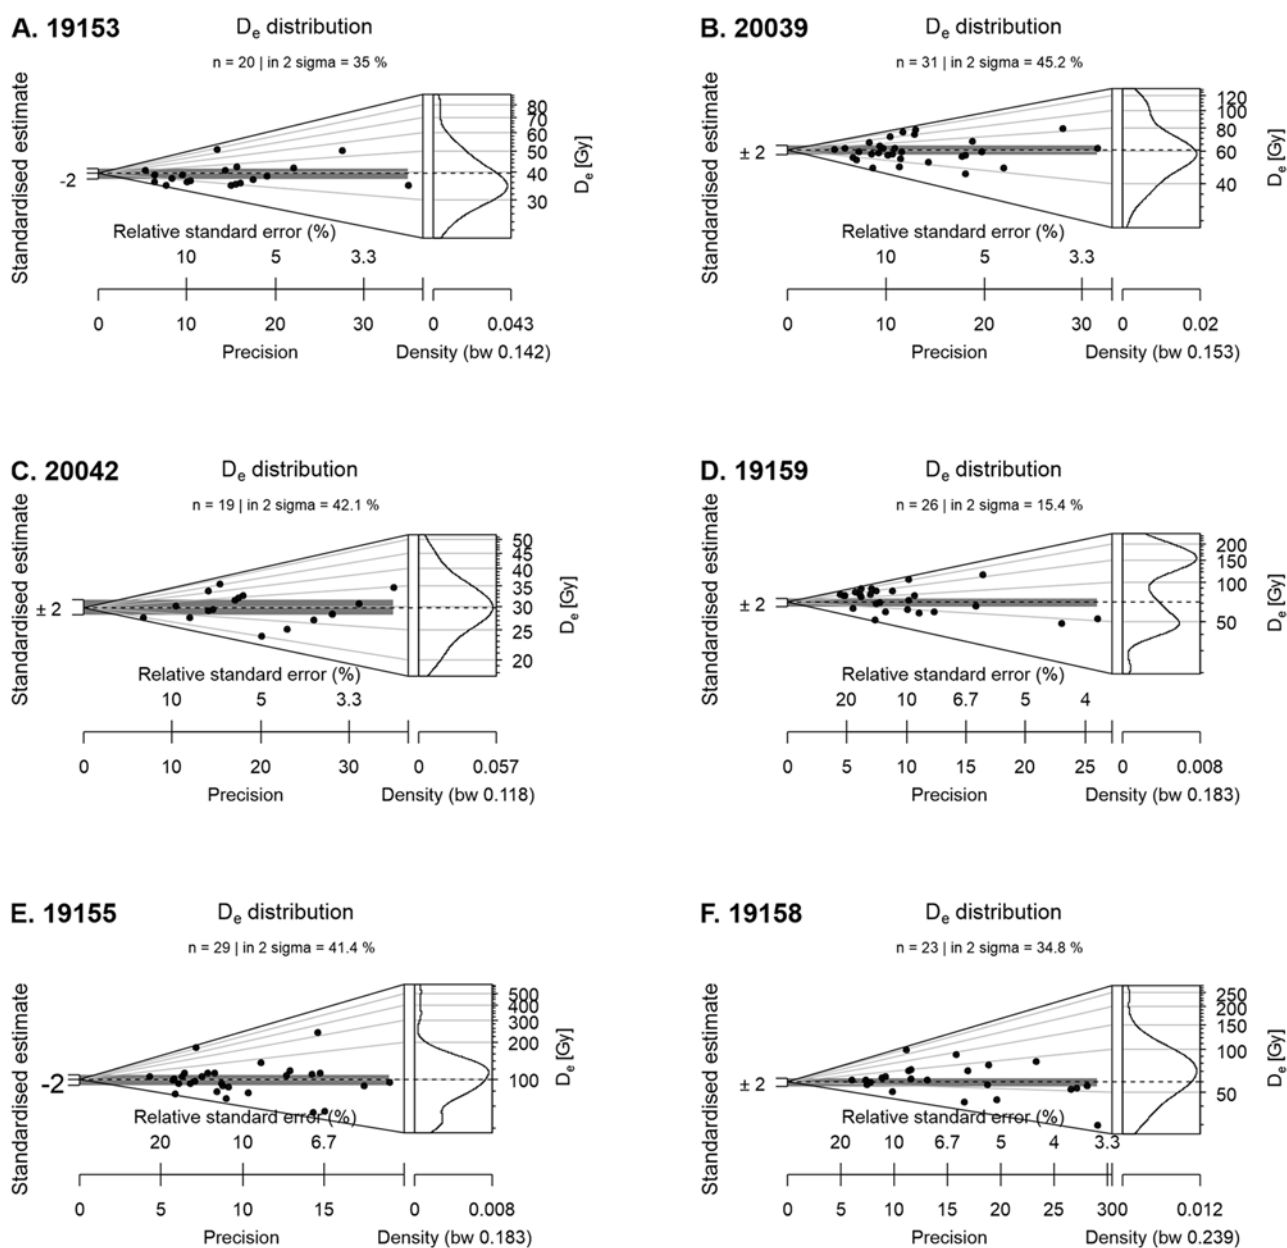 A. 19153
De distribution
n = 20 | in 2 sigma = 35 %
Standardised estimate
-2
80
70
60
50
40
30
De [Gy]
Relative standard error (%)
10 5 3.3
0 10 20 30 0 0.043
Precision Density (bw 0.142)
B. 20039
De distribution
n = 31 | in 2 sigma = 45.2 %
Standardised estimate
± 2
120
100
80
60
40
De [Gy]
Relative standard error (%)
10 5 3.3
0 10 20 30 0 0.02
Precision Density (bw 0.153)
C. 20042
De distribution
n = 19 | in 2 sigma = 42.1 %
Standardised estimate
± 2
50
45
40
35
30
25
20
De [Gy]
Relative standard error (%)
10 5 3.3
0 10 20 30 0 0.057
Precision Density (bw 0.118)
D. 19159
De distribution
n = 26 | in 2 sigma = 15.4 %
Standardised estimate
± 2
200
150
100
50
De [Gy]
Relative standard error (%)
20 10 6.7 5 4
0 5 10 15 20 25 0 0.008
Precision Density (bw 0.183)
E. 19155
De distribution
n = 29 | in 2 sigma = 41.4 %
Standardised estimate
-2
500
400
300
200
100
De [Gy]
Relative standard error (%)
20 10 6.7
0 5 10 15 0 0.008
Precision Density (bw 0.183)
F. 19158
De distribution
n = 23 | in 2 sigma = 34.8 %
Standardised estimate
± 2
250
200
150
100
50
De [Gy]
Relative standard error (%)
20 10 6.7 5 4 3.3
0 5 10 15 20 25 30 0 0.012
Precision Density (bw 0.239)